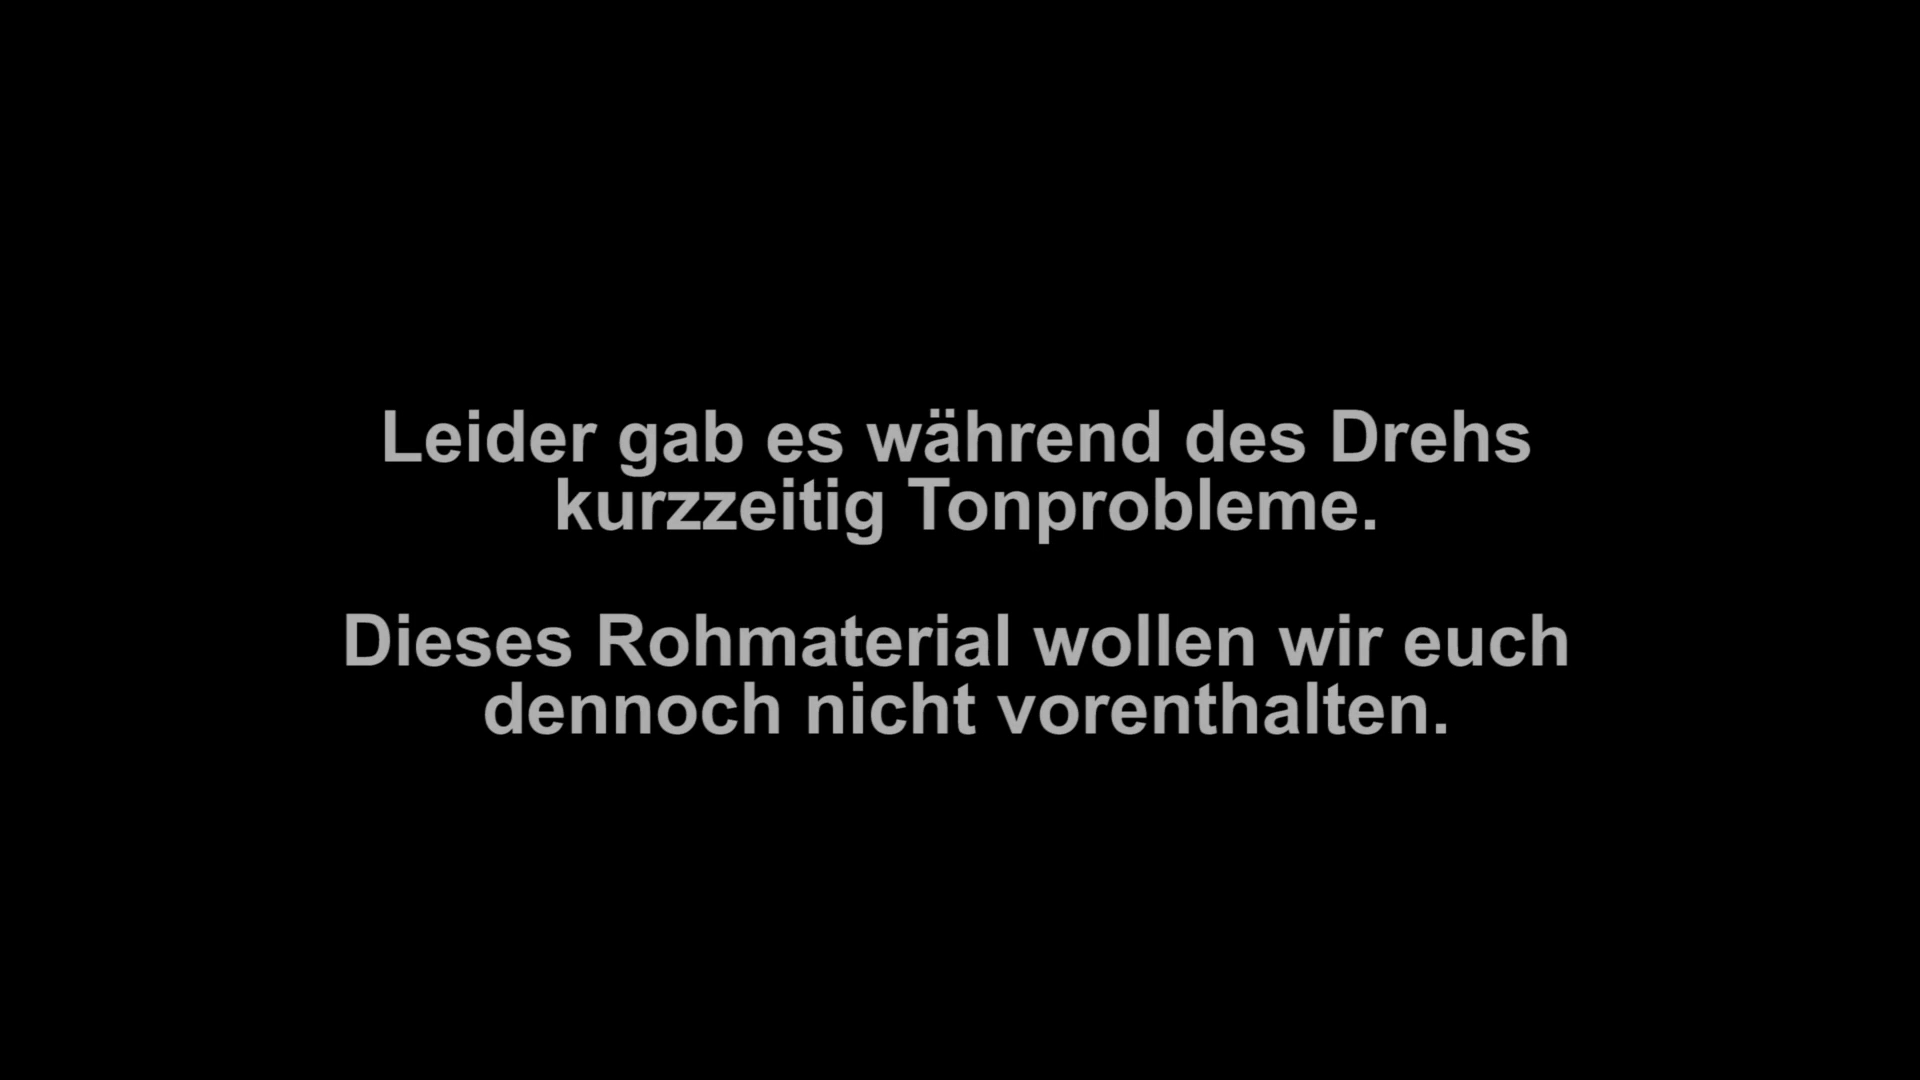 Leider gab es während des Drehs
kurzzeitig Tonprobleme.
Dieses Rohmaterial wollen wir euch
dennoch nicht vorenthalten.